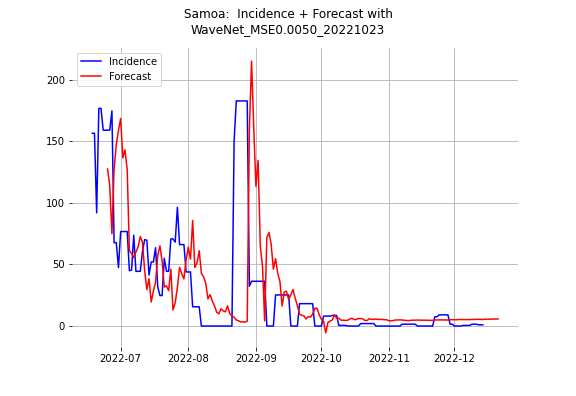 Samoa:  Incidence + Forecast with
WaveNet_MSE0.0050_20221023
Incidence
Forecast
200
150
100
50
0
2022-07
2022-08
2022-09
2022-10
2022-11
2022-12